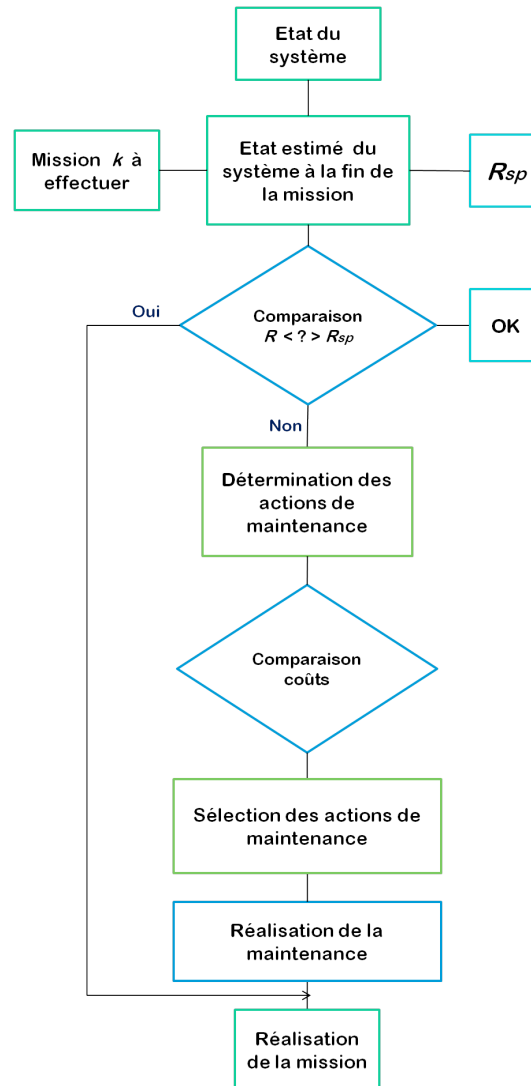 Etat du
système
Mission k à
effectuer
Etat estimé du
système à la fin de
la mission
Rsp
Oui
Comparaison
R < ? > Rsp
OK
Non
Détermination des
actions de
maintenance
Comparaison
coûts
Sélection des actions de
maintenance
Réalisation de la
maintenance
Réalisation
de la mission